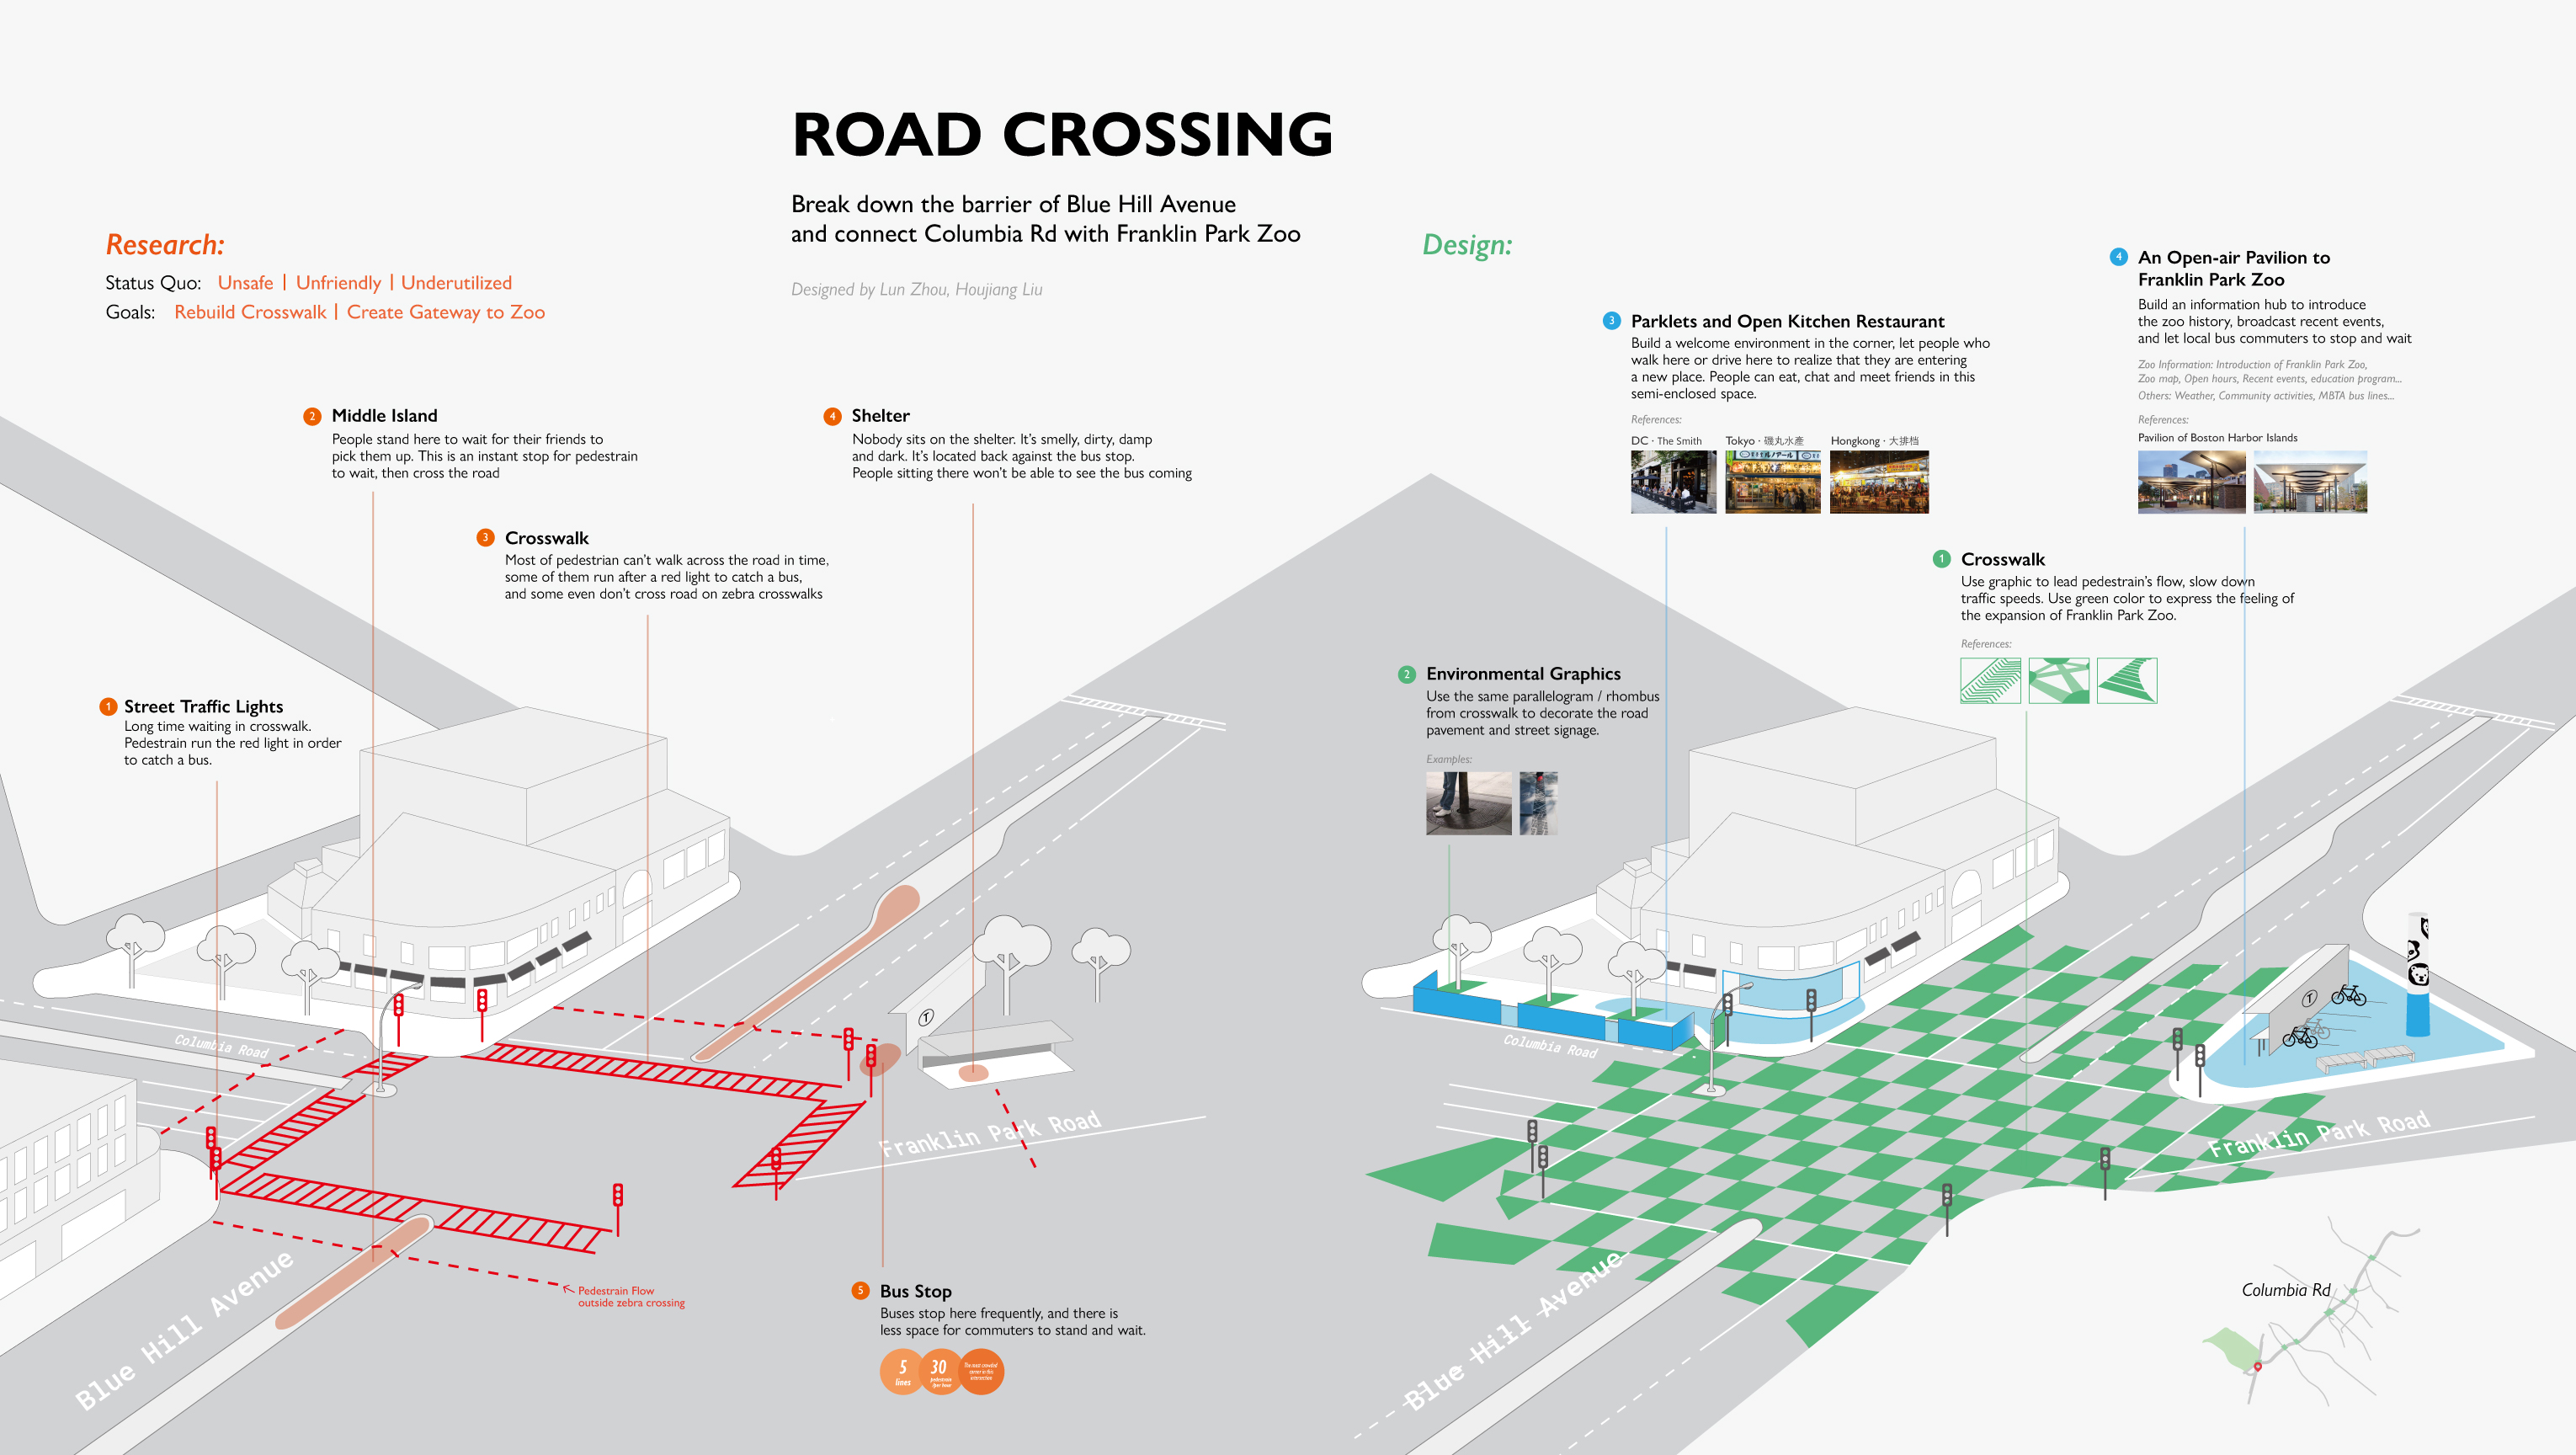 ROAD CROSSING
Break down the barrier of Blue Hill Avenue
and connect Columbia Rd with Franklin Park Zoo
Designed by Lun Zhou, Houjiang Liu
Research:
Status Quo: Unsafe | Unfriendly | Underutilized
Goals: Rebuild Crosswalk | Create Gateway to Zoo
2 Middle Island
People stand here to wait for their friends to
pick them up. This is an instant stop for pedestrain
to wait, then cross the road
4 Shelter
Nobody sits on the shelter. It's smelly, dirty, damp
and dark. It's located back against the bus stop.
People sitting there won't be able to see the bus coming
3 Crosswalk
Most of pedestrian can't walk across the road in time,
some of them run after a red light to catch a bus,
and some even don't cross road on zebra crosswalks
1 Street Traffic Lights
Long time waiting in crosswalk.
Pedestrain run the red light in order
to catch a bus.
Columbia Road
T
Franklin Park Road
Blue Hill Avenue
Pedestrain Flow
outside zebra crossing
5 Bus Stop
Buses stop here frequently, and there is
less space for commuters to stand and wait.
5
lines
30
pedestrain
/per hour
The most crowded
corner in this
intersection
Design:
4 An Open-air Pavilion to
Franklin Park Zoo
Build an information hub to introduce
the zoo history, broadcast recent events,
and let local bus commuters to stop and wait
Zoo Information: Introduction of Franklin Park Zoo,
Zoo map, Open hours, Recent events, education program...
Others: Weather, Community activities, MBTA bus lines...
References:
Pavilion of Boston Harbor Islands
3 Parklets and Open Kitchen Restaurant
Build a welcome environment in the corner, let people who
walk here or drive here to realize that they are entering
a new place. People can eat, chat and meet friends in this
semi-enclosed space.
References:
DC · The Smith
Tokyo · 磯丸水產
Hongkong · 大排档
1 Crosswalk
Use graphic to lead pedestrain's flow, slow down
traffic speeds. Use green color to express the feeling of
the expansion of Franklin Park Zoo.
References:
2 Environmental Graphics
Use the same parallelogram / rhombus
from crosswalk to decorate the road
pavement and street signage.
Examples:
Columbia Road
T
Franklin Park Road
Blue Hill Avenue
Columbia Rd